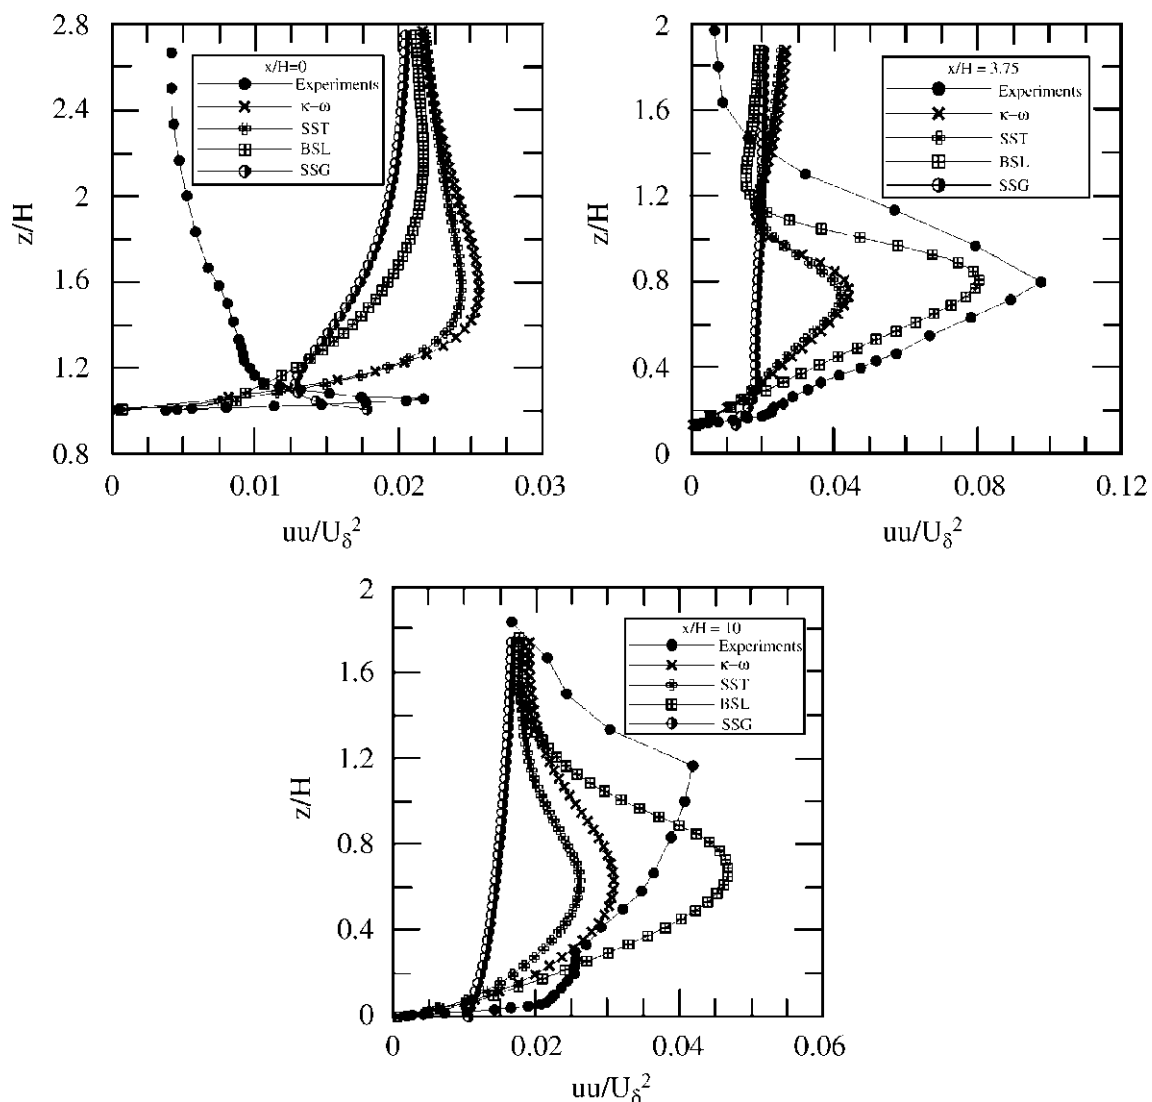 2.8
2.4
2
1.6
1.2
0.8
z/H
x/H=0
Experiments
κ−ω
SST
BSL
SSG
0
0.01
0.02
0.03
uu/Uδ²
2
1.6
1.2
0.8
0.4
0
z/H
x/H = 3.75
Experiments
κ−ω
SST
BSL
SSG
0
0.04
0.08
0.12
uu/Uδ²
2
1.6
1.2
0.8
0.4
0
z/H
x/H = 10
Experiments
κ−ω
SST
BSL
SSG
0
0.02
0.04
0.06
uu/Uδ²